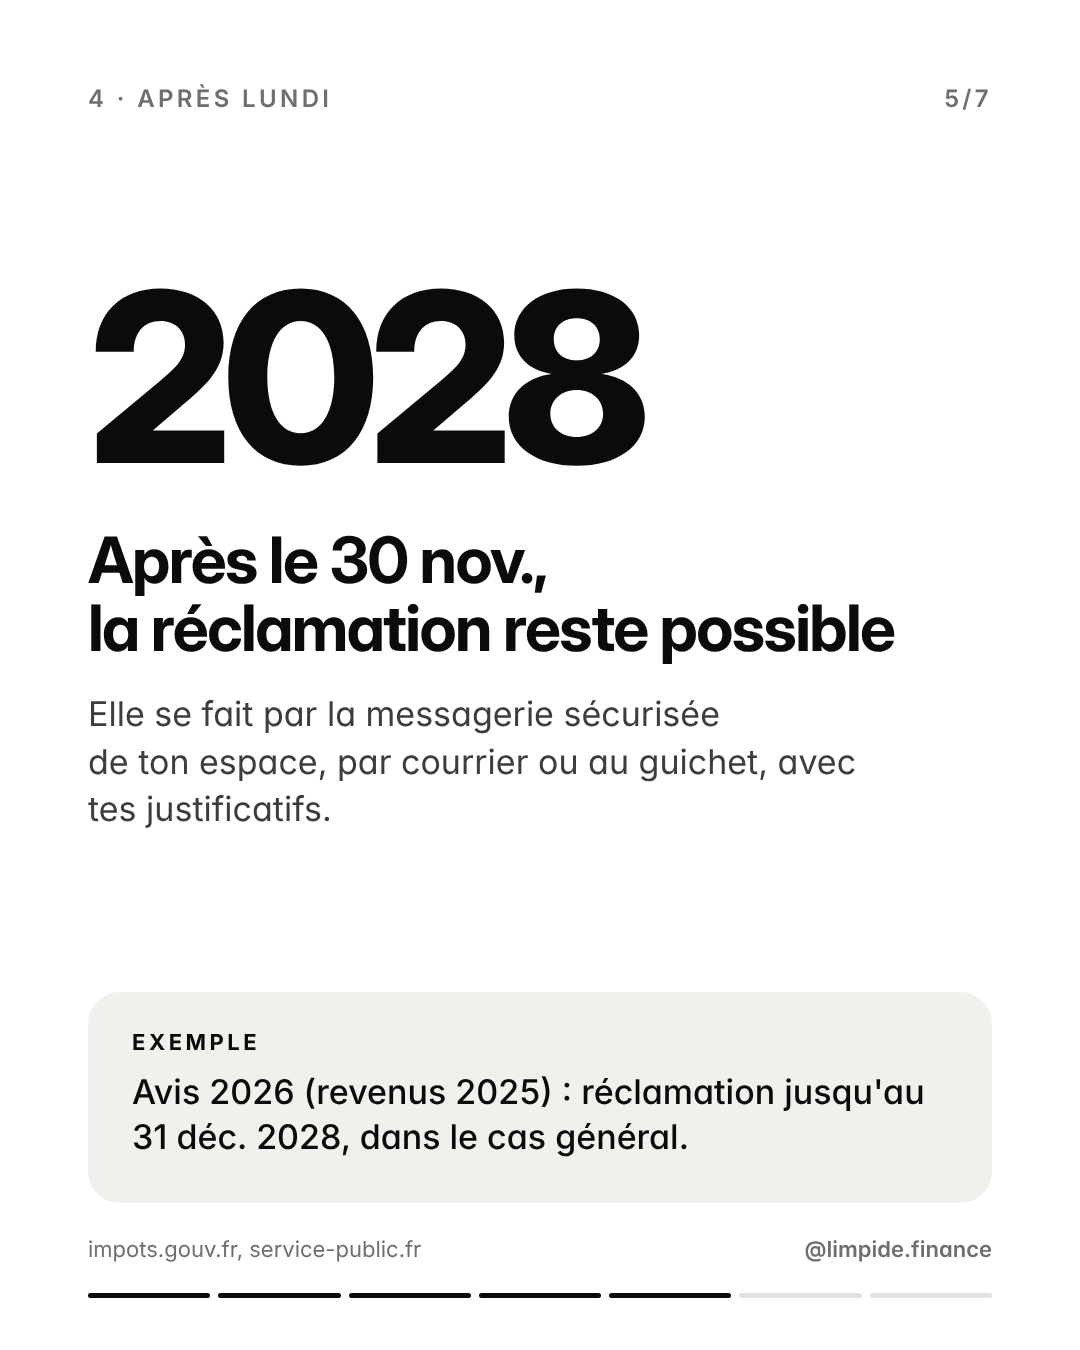 4 · APRÈS LUNDI
5/7
2028
Après le 30 nov.,
la réclamation reste possible
Elle se fait par la messagerie sécurisée
de ton espace, par courrier ou au guichet, avec
tes justificatifs.
EXEMPLE
Avis 2026 (revenus 2025) : réclamation jusqu'au
31 déc. 2028, dans le cas général.
impots.gouv.fr, service-public.fr
@limpide.finance